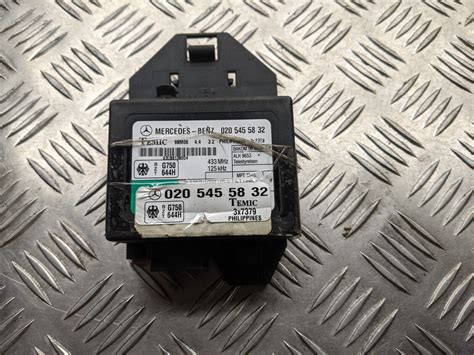 MERCEDES-BENZ 020 545 58 32
TEMIC
PHILIPPINES
G750
644H
433 MHz
125 kHz
020 545 58 32
TEMIC
G750
644H
3x7379
PHILIPPINES